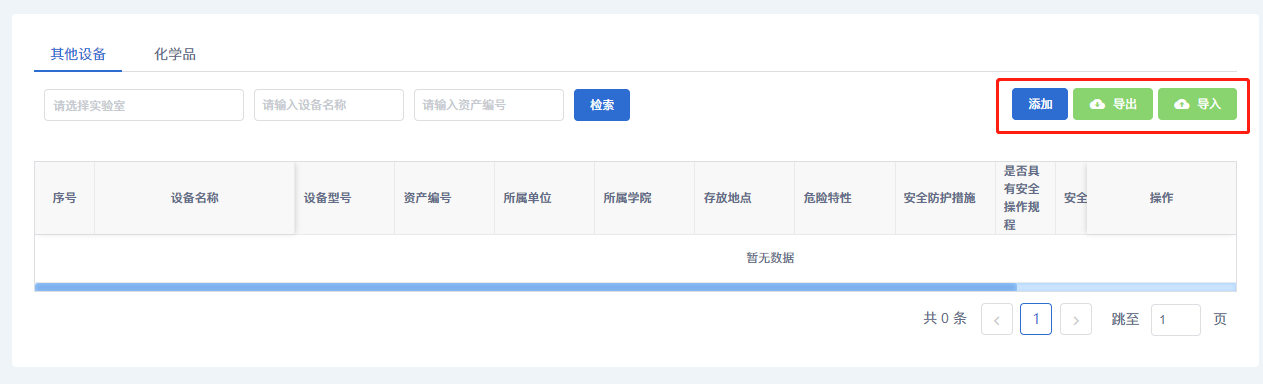 其他设备 化学品
请选择实验室 请输入设备名称 请输入资产编号 检索 添加 导出 导入
序号 设备名称 设备型号 资产编号 所属单位 所属学院 存放地点 危险特性 安全防护措施 是否具有安全操作规程 安全 操作
暂无数据
共 0 条 < 1 > 跳至 1 页